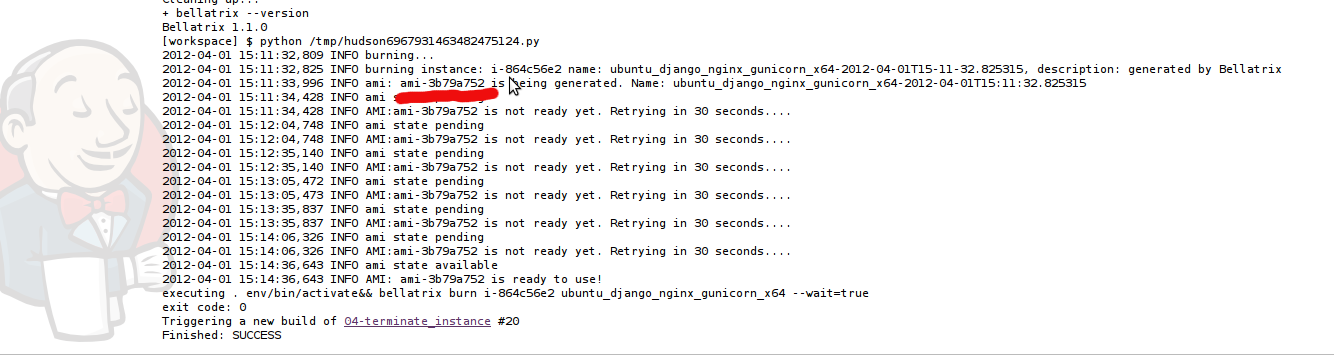 Cleaning up...
+ bellatrix --version
Bellatrix 1.1.0
[workspace] $ python /tmp/hudson6967931463482475124.py
2012-04-01 15:11:32,809 INFO burning...
2012-04-01 15:11:32,825 INFO burning instance: i-864c56e2 name: ubuntu_django_nginx_gunicorn_x64-2012-04-01T15-11-32.825315, description: generated by Bellatrix
2012-04-01 15:11:33,996 INFO ami: ami-3b79a752 is being generated. Name: ubuntu_django_nginx_gunicorn_x64-2012-04-01T15:11:32.825315
2012-04-01 15:11:34,428 INFO ami
2012-04-01 15:11:34,428 INFO AMI:ami-3b79a752 is not ready yet. Retrying in 30 seconds....
2012-04-01 15:12:04,748 INFO ami state pending
2012-04-01 15:12:04,748 INFO AMI:ami-3b79a752 is not ready yet. Retrying in 30 seconds....
2012-04-01 15:12:35,140 INFO ami state pending
2012-04-01 15:12:35,140 INFO AMI:ami-3b79a752 is not ready yet. Retrying in 30 seconds....
2012-04-01 15:13:05,472 INFO ami state pending
2012-04-01 15:13:05,473 INFO AMI:ami-3b79a752 is not ready yet. Retrying in 30 seconds....
2012-04-01 15:13:35,837 INFO ami state pending
2012-04-01 15:13:35,837 INFO AMI:ami-3b79a752 is not ready yet. Retrying in 30 seconds....
2012-04-01 15:14:06,326 INFO ami state pending
2012-04-01 15:14:06,326 INFO AMI:ami-3b79a752 is not ready yet. Retrying in 30 seconds....
2012-04-01 15:14:36,643 INFO ami state available
2012-04-01 15:14:36,643 INFO AMI: ami-3b79a752 is ready to use!
executing . env/bin/activate&& bellatrix burn i-864c56e2 ubuntu_django_nginx_gunicorn_x64 --wait=true
exit code: 0
Triggering a new build of 04-terminate_instance #20
Finished: SUCCESS